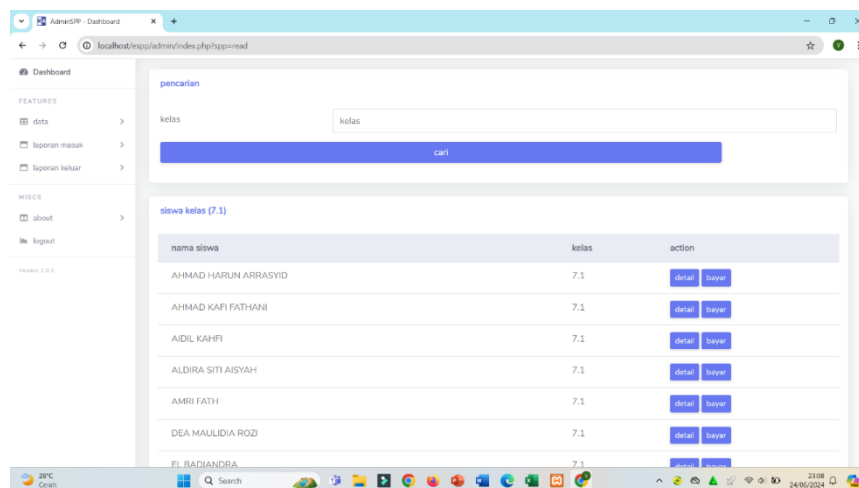 AdminSPP - Dashboard
localhost/espp/admin/index.php?spp=read
V
Dashboard
FEATURES
data
laporan masuk
laporan keluar
MISCS
about
logout
Version 1.0.0
pencarian
kelas
kelas
cari
siswa kelas (7.1)
nama siswa kelas action
AHMAD HARUN ARRASYID 7.1 detail bayar
AHMAD KAFI FATHANI 7.1 detail bayar
AIDIL KAHFI 7.1 detail bayar
ALDIRA SITI AISYAH 7.1 detail bayar
AMRI FATH 7.1 detail bayar
DEA MAULIDIA ROZI 7.1 detail bayar
EL BADIANDRA 7.1 detail bayar
28°C
Cerah
Search
23:08
24/06/2024